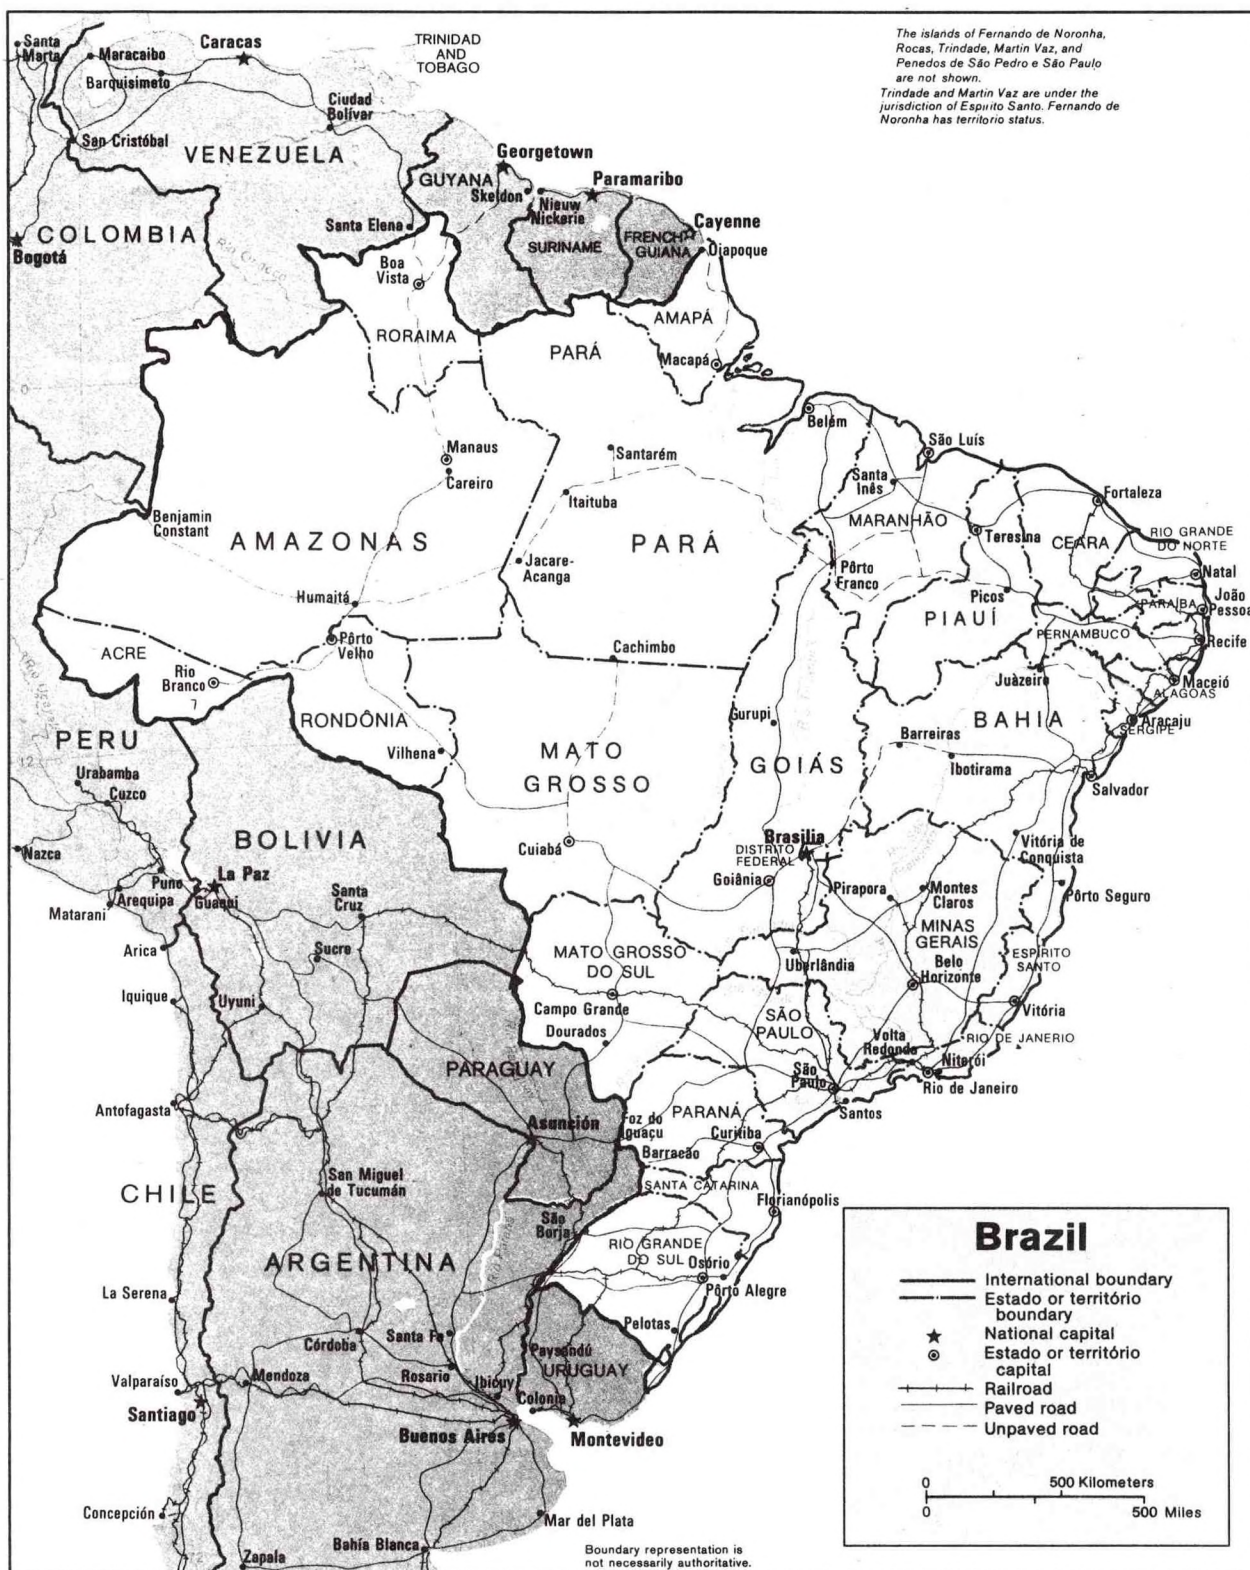 The islands of Fernando de Noronha,
Rocas, Trindade, Martin Vaz, and
Penedos de São Pedro e São Paulo
are not shown.
Trindade and Martin Vaz are under the
jurisdiction of Espirito Santo. Fernando de
Noronha has territorio status.
Santa
Marta
Maracaibo
Caracas
TRINIDAD
AND
TOBAGO
Barquisimeto
Ciudad
Bolívar
San Cristóbal
VENEZUELA
Georgetown
GUYANA
Paramaribo
Skeldon
Nieuw
Nickerie
Cayenne
COLOMBIA
Bogotá
Santa Elena
SURINAME
FRENCH
GUIANA
Oiapoque
Boa
Vista
RORAIMA
AMAPÁ
PARÁ
Macapá
0
Belém
São Luís
Manaus
Careiro
Santarém
Santa
Inês
Itaituba
Fortaleza
Benjamin
Constant
AMAZONAS
PARÁ
MARANHÃO
Teresina
CEARA
RIO GRANDE
DO NORTE
Jacare-
Acanga
Pôrto
Franco
Natal
Humaitá
Picos
PARAÍBA
João
Pessoa
PIAUÍ
PERNAMBUCO
Recife
ACRE
Pôrto
Velho
Cachimbo
Rio
Branco
Juàzeiro
Maceió
ALAGOAS
RONDÔNIA
Gurupi
BAHIA
Aracaju
SERGIPE
PERU
Vilhena
MATO
GROSSO
GOIÁS
Barreiras
Ibotirama
12
Urabamba
Cuzco
Salvador
BOLIVIA
Cuiabá
Brasilia
DISTRITO
FEDERAL
Vitória de
Conquista
Nazca
Puno
La Paz
Goiânia
Pirapora
Montes
Claros
Pôrto Seguro
Arequipa
Guaqui
Santa
Cruz
Matarani
MINAS
GERAIS
Arica
Sucre
MATO GROSSO
DO SUL
Uberlândia
Belo
Horizonte
ESPÍRITO
SANTO
Iquique
Uyuni
Campo Grande
SÃO
PAULO
Vitória
Dourados
Volta
Redonda
RIO DE JANERIO
PARAGUAY
São
Paulo
Niterói
Rio de Janeiro
Antofagasta
Asunción
Foz do
Iguaçu
PARANÁ
Santos
Curitiba
Barracão
San Miguel
de Tucumán
SANTA CATARINA
CHILE
Florianópolis
São
Borja
Rio Paraná
ARGENTINA
RIO GRANDE
DO SUL
Osório
Pôrto Alegre
La Serena
Pelotas
Córdoba
Santa Fe
Paysandú
URUGUAY
Valparaíso
Mendoza
Rosario
Ibicuy
Colonia
Santiago
Buenos Aires
Montevideo
Concepción
Mar del Plata
Bahía Blanca
72
Zapala
Boundary representation is
not necessarily authoritative.
Brazil
International boundary
Estado or território
boundary
National capital
Estado or território
capital
Railroad
Paved road
Unpaved road
0 500 Kilometers
0 500 Miles